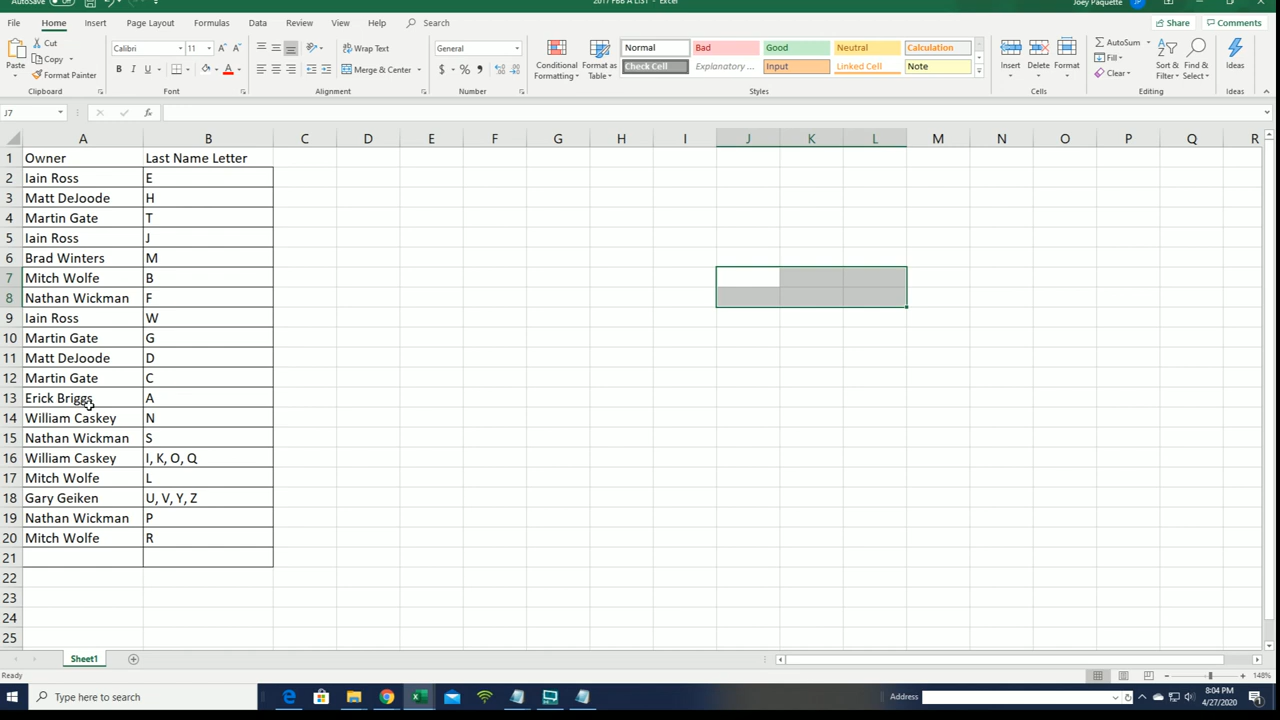 AutoSave Off 2017 FBB A LIST - Excel Joey Paquette
File Home Insert Page Layout Formulas Data Review View Help Search Share Comments
Paste Cut Copy Format Painter
Calibri 11 B I U
Wrap Text Merge & Center
General $ % ,
Conditional Formatting Format as Table
Normal Bad Good Neutral Calculation
Check Cell Explanatory ... Input Linked Cell Note
Insert Delete Format
AutoSum Fill Clear Sort & Filter Find & Select Ideas
Clipboard Font Alignment Number Styles Cells Editing Ideas
J7 fx
A B C D E F G H I J K L M N O P Q R
1 Owner Last Name Letter
2 Iain Ross E
3 Matt DeJoode H
4 Martin Gate T
5 Iain Ross J
6 Brad Winters M
7 Mitch Wolfe B
8 Nathan Wickman F
9 Iain Ross W
10 Martin Gate G
11 Matt DeJoode D
12 Martin Gate C
13 Erick Briggs A
14 William Caskey N
15 Nathan Wickman S
16 William Caskey I, K, O, Q
17 Mitch Wolfe L
18 Gary Geiken U, V, Y, Z
19 Nathan Wickman P
20 Mitch Wolfe R
21
22
23
24
25
Sheet1
Ready 148%
Type here to search Address 8:04 PM
4/27/2020